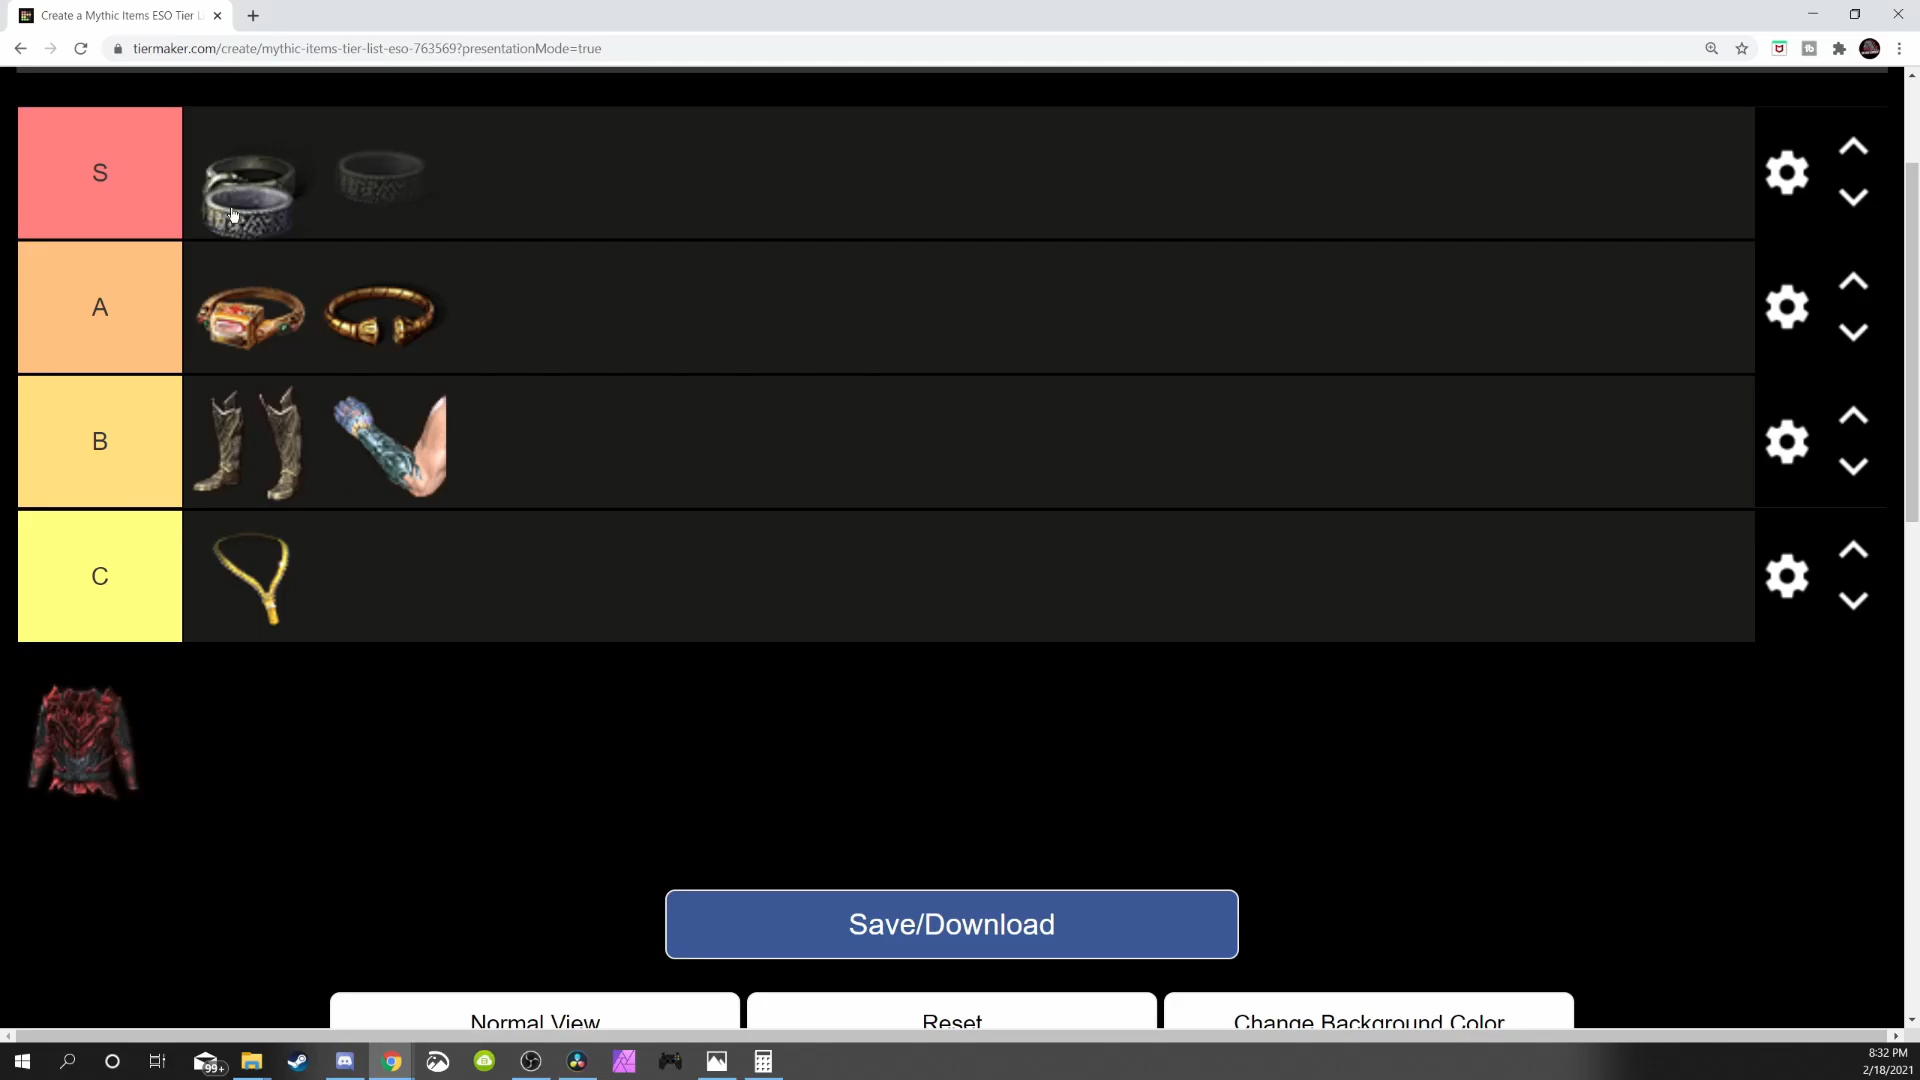 Create a Mythic Items ESO Tier L
tiermaker.com/create/mythic-items-tier-list-eso-763569?presentationMode=true
S
A
B
C
Save/Download
Normal View
Reset
Change Background Color
99+
8:32 PM
2/18/2021